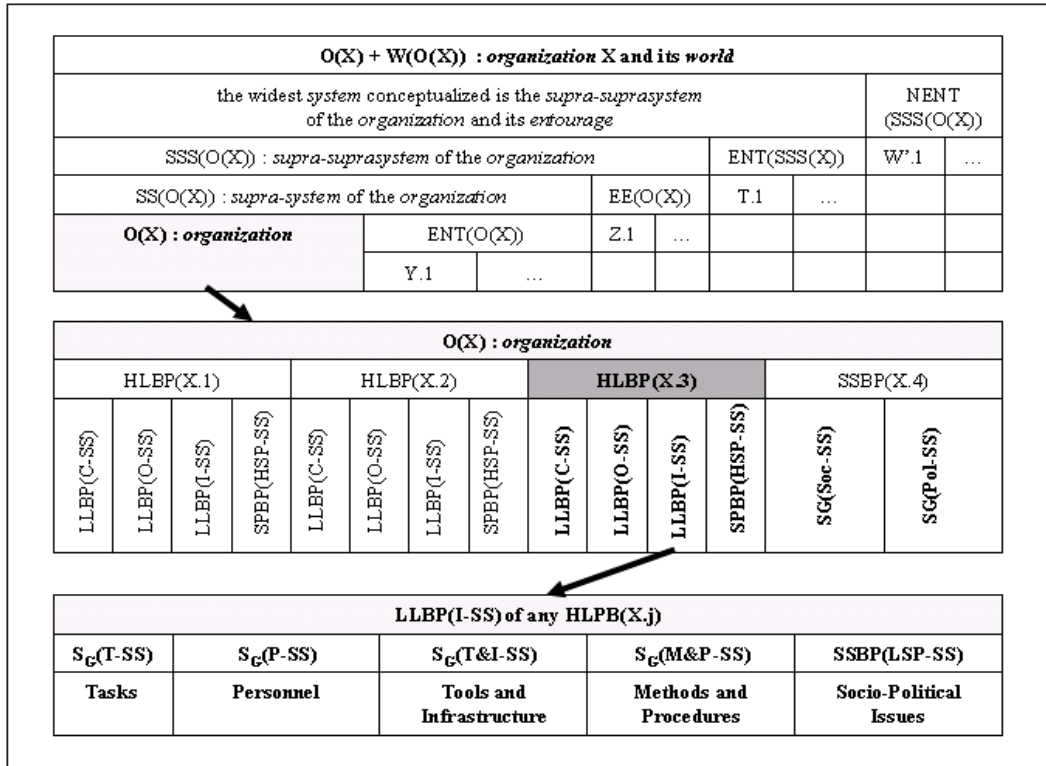 O(X) + W(O(X)) : organization X and its world
the widest system conceptualized is the supra-suprasystem
of the organization and its entourage
NENT
(SSS(O(X))
SSS(O(X)) : supra-suprasystem of the organization
ENT(SSS(X))
W'.1
...
SS(O(X)) : supra-system of the organization
EE(O(X))
T.1
...
O(X) : organization
ENT(O(X))
Z.1
...
Y.1
...
O(X) : organization
HLBP(X.1)
HLBP(X.2)
HLBP(X.3)
SSBP(X.4)
LLBP(C-SS)
LLBP(O-SS)
LLBP(I-SS)
SPBP(HSP-SS)
LLBP(C-SS)
LLBP(O-SS)
LLBP(I-SS)
SPBP(HSP-SS)
LLBP(C-SS)
LLBP(O-SS)
LLBP(I-SS)
SPBP(HSP-SS)
SG(Soc-SS)
SG(Pol-SS)
LLBP(I-SS) of any HLPB(X.j)
SG(T-SS)
SG(P-SS)
SG(T&I-SS)
SG(M&P-SS)
SSBP(LSP-SS)
Tasks
Personnel
Tools and
Infrastructure
Methods and
Procedures
Socio-Political
Issues